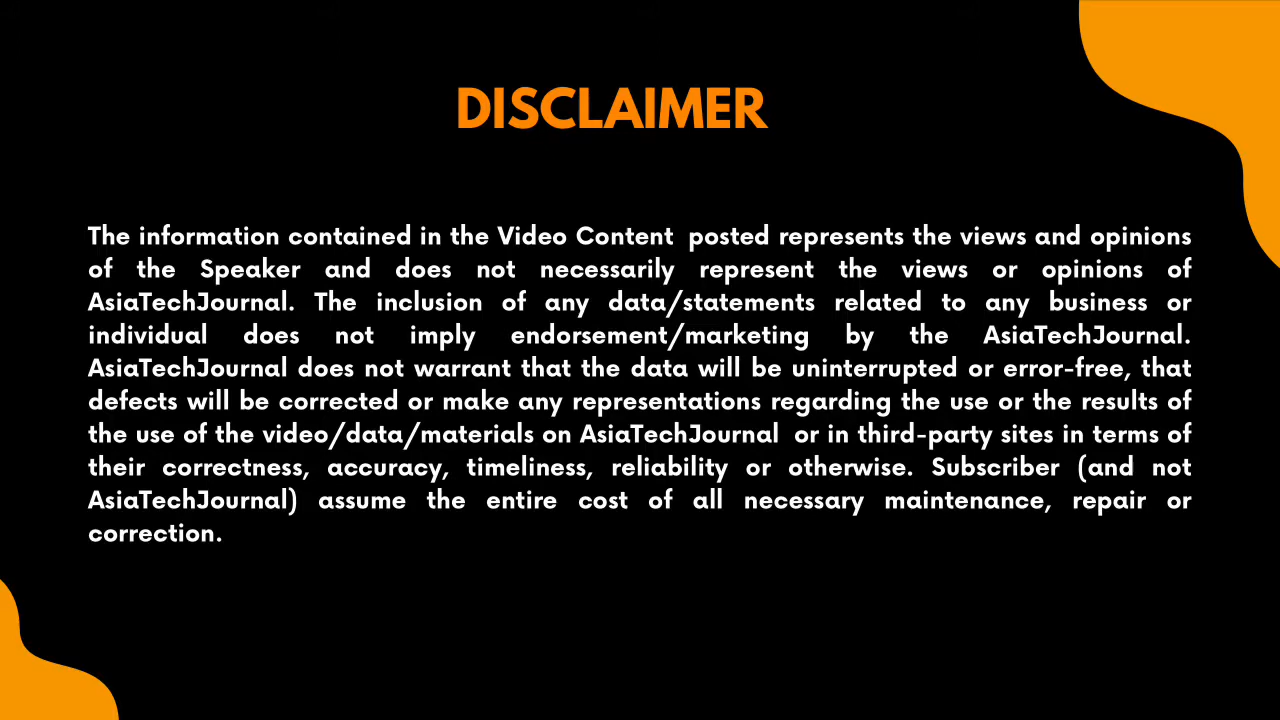 DISCLAIMER
The information contained in the Video Content posted represents the views and opinions
of the Speaker and does not necessarily represent the views or opinions of
AsiaTechJournal. The inclusion of any data/statements related to any business or
individual does not imply endorsement/marketing by the AsiaTechJournal.
AsiaTechJournal does not warrant that the data will be uninterrupted or error-free, that
defects will be corrected or make any representations regarding the use or the results of
the use of the video/data/materials on AsiaTechJournal or in third-party sites in terms of
their correctness, accuracy, timeliness, reliability or otherwise. Subscriber (and not
AsiaTechJournal) assume the entire cost of all necessary maintenance, repair or
correction.